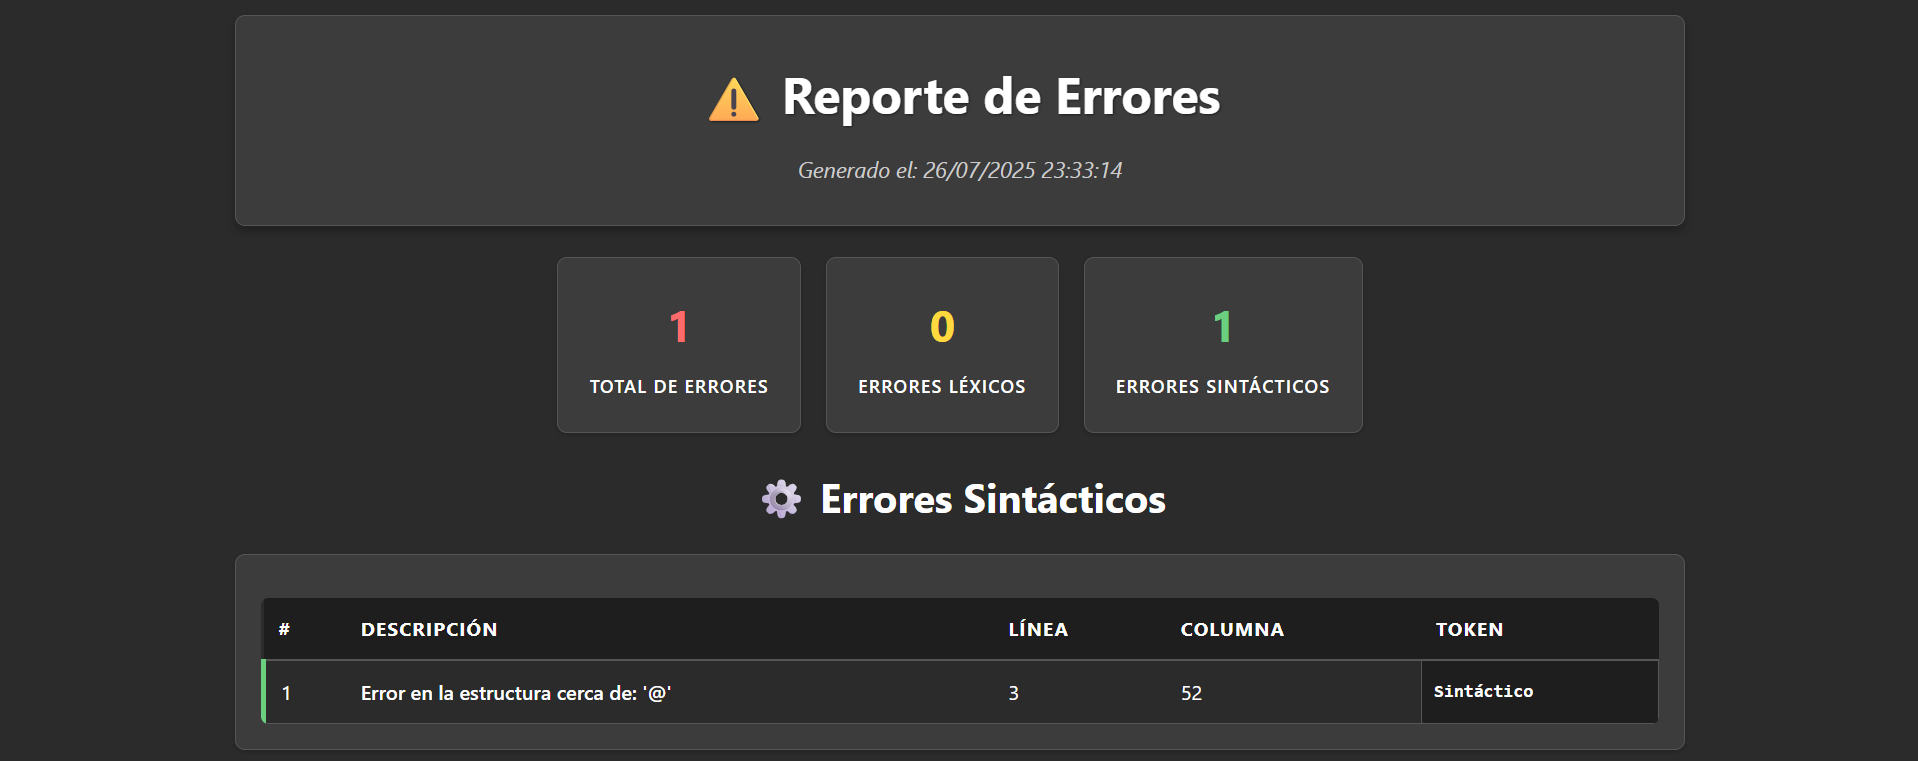 ⚠️ Reporte de Errores
Generado el: 26/07/2025 23:33:14
1 0 1
TOTAL DE ERRORES ERRORES LÉXICOS ERRORES SINTÁCTICOS
⚙️ Errores Sintácticos
# DESCRIPCIÓN LÍNEA COLUMNA TOKEN
1 Error en la estructura cerca de: '@' 3 52 Sintáctico